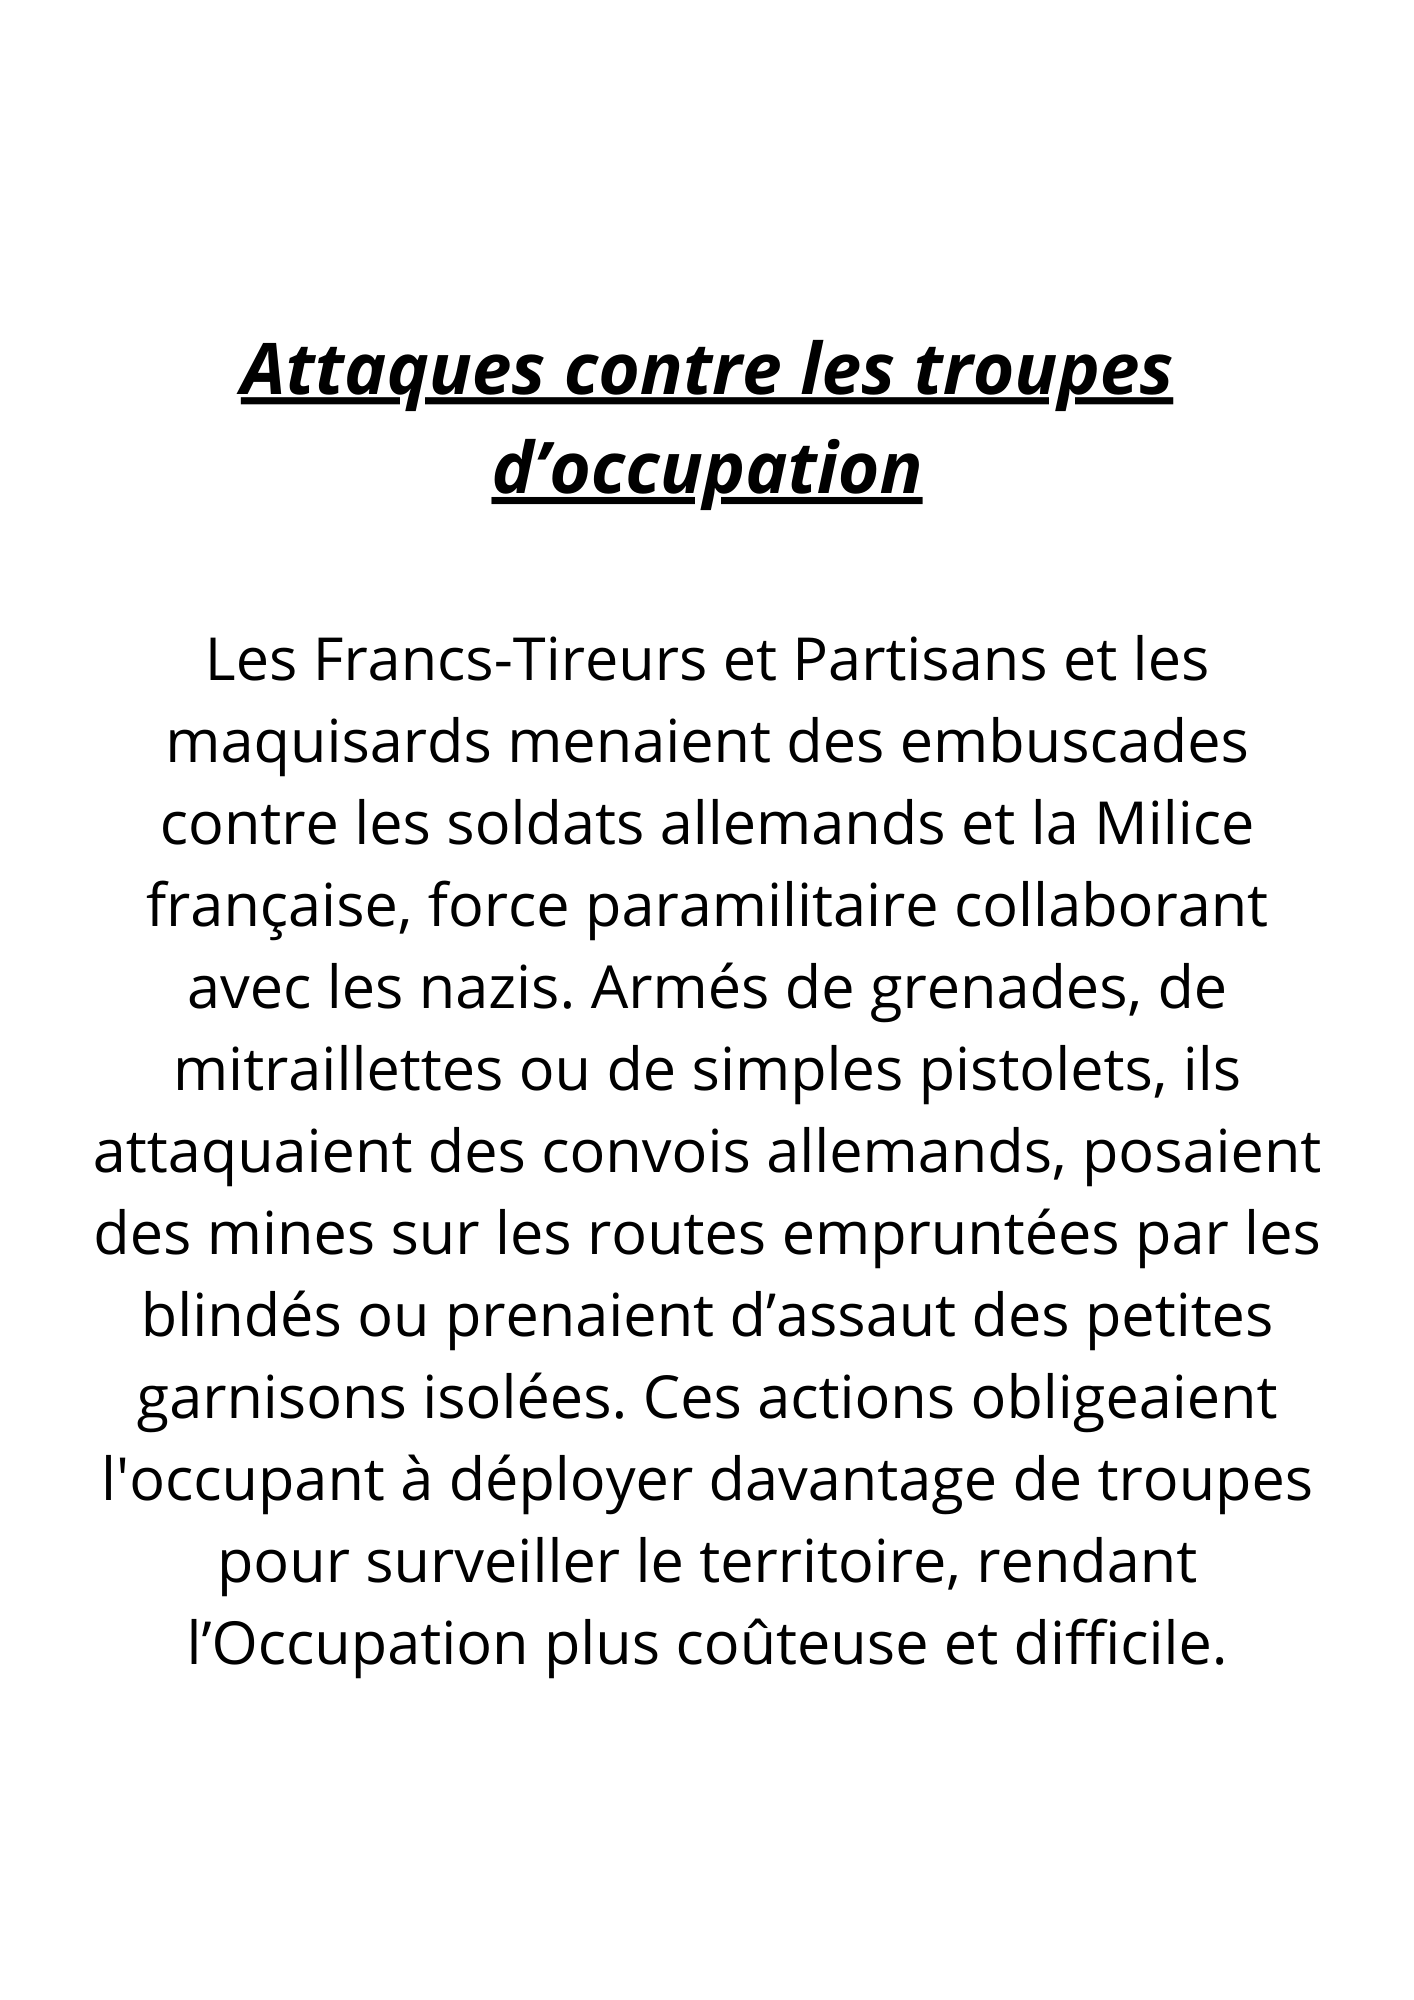 Attaques contre les troupes
d’occupation
Les Francs-Tireurs et Partisans et les
maquisards menaient des embuscades
contre les soldats allemands et la Milice
française, force paramilitaire collaborant
avec les nazis. Armés de grenades, de
mitraillettes ou de simples pistolets, ils
attaquaient des convois allemands, posaient
des mines sur les routes empruntées par les
blindés ou prenaient d’assaut des petites
garnisons isolées. Ces actions obligeaient
l'occupant à déployer davantage de troupes
pour surveiller le territoire, rendant
l’Occupation plus coûteuse et difficile.